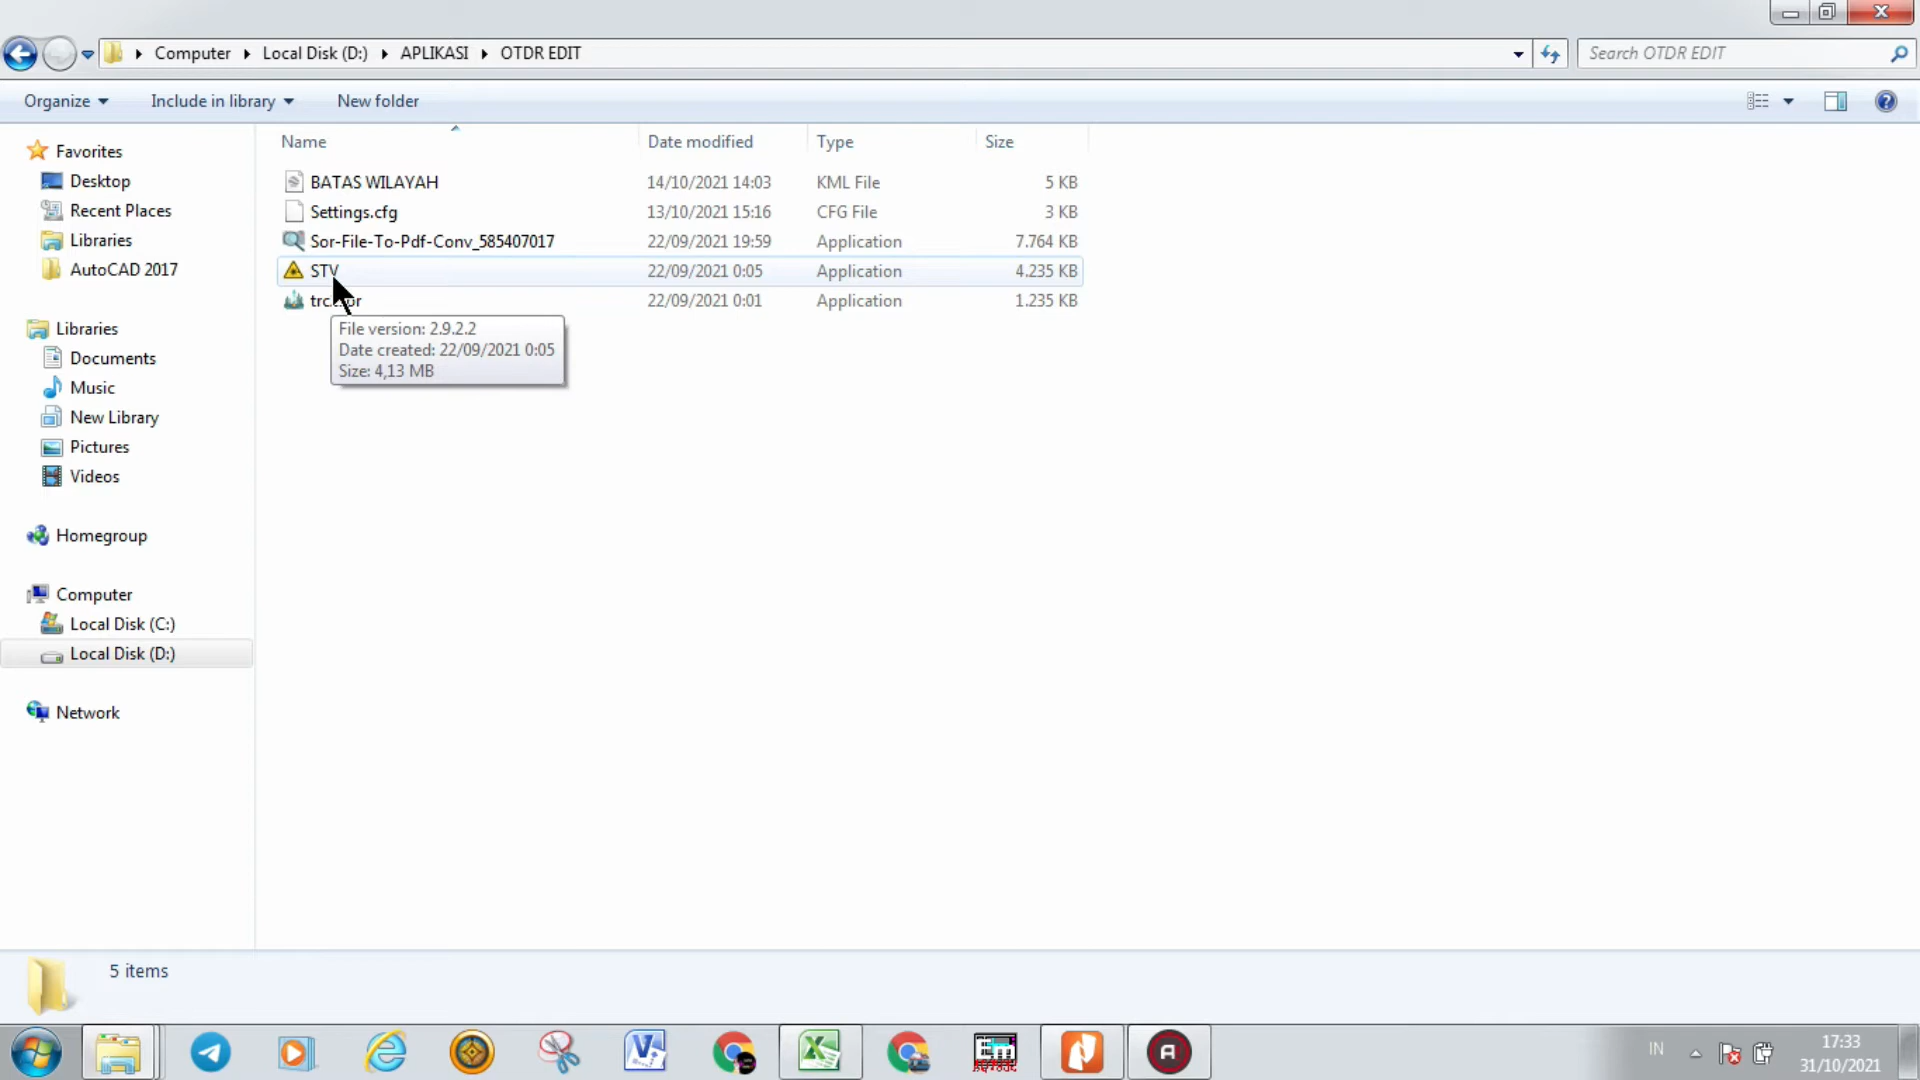 Computer Local Disk (D:) APLIKASI OTDR EDIT
Search OTDR EDIT
Organize Include in library New folder
Favorites
Desktop
Recent Places
Libraries
AutoCAD 2017
Libraries
Documents
Music
New Library
Pictures
Videos
Homegroup
Computer
Local Disk (C:)
Local Disk (D:)
Network
Name Date modified Type Size
BATAS WILAYAH 14/10/2021 14:03 KML File 5 KB
Settings.cfg 13/10/2021 15:16 CFG File 3 KB
Sor-File-To-Pdf-Conv_585407017 22/09/2021 19:59 Application 7.764 KB
STV 22/09/2021 0:05 Application 4.235 KB
22/09/2021 0:01 Application 1.235 KB
File version: 2.9.2.2
Date created: 22/09/2021 0:05
Size: 4,13 MB
5 items
Em
IN
17:33
31/10/2021